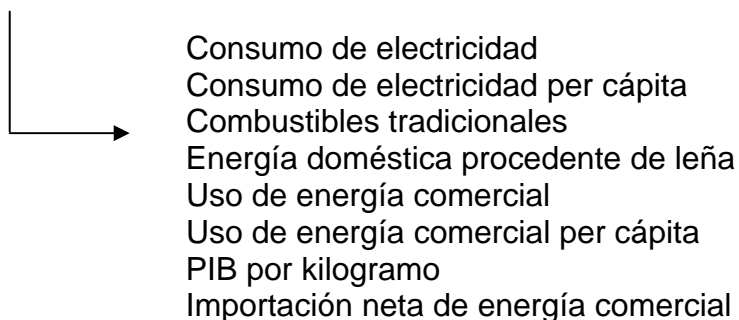 Consumo de electricidad
Consumo de electricidad per cápita
Combustibles tradicionales
Energía doméstica procedente de leña
Uso de energía comercial
Uso de energía comercial per cápita
PIB por kilogramo
Importación neta de energía comercial